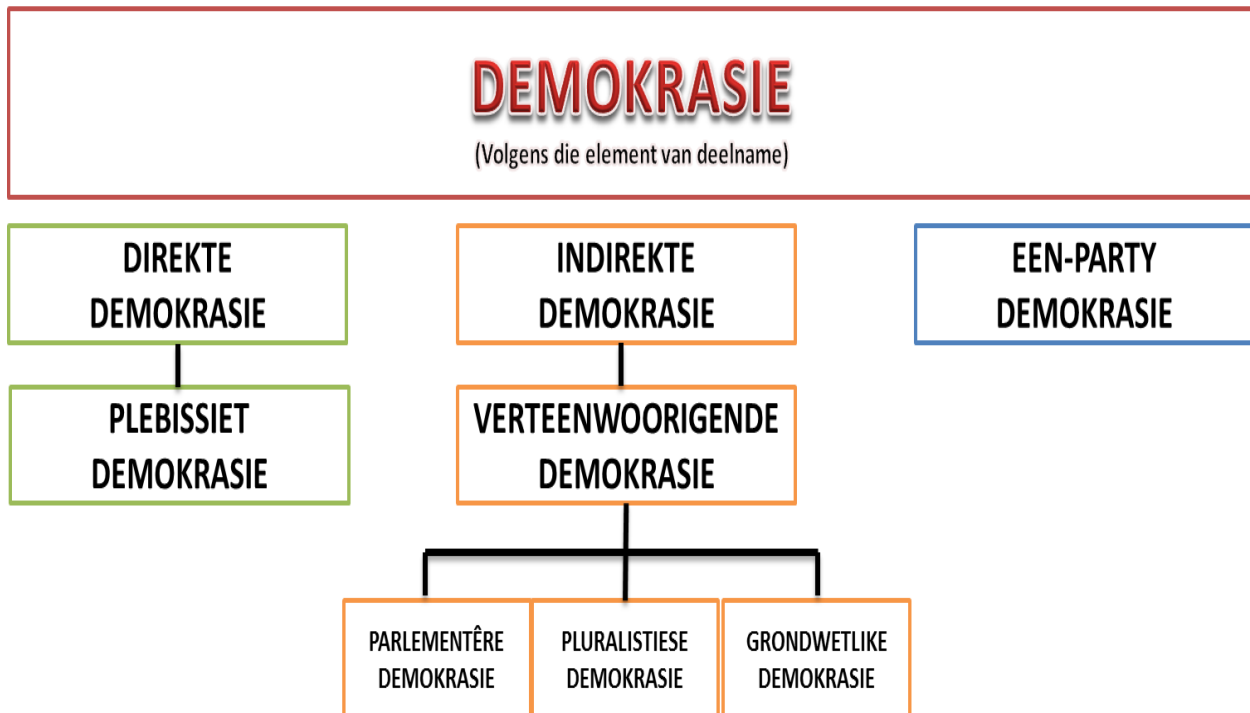 DEMOKRASIE
(Volgens die element van deelname)
DIREKTE
DEMOKRASIE
INDIREKTE
DEMOKRASIE
EEN-PARTY
DEMOKRASIE
PLEBISSIET
DEMOKRASIE
VERTEENWOORIGENDE
DEMOKRASIE
PARLEMENTÊRE
DEMOKRASIE
PLURALISTIESE
DEMOKRASIE
GRONDWETLIKE
DEMOKRASIE